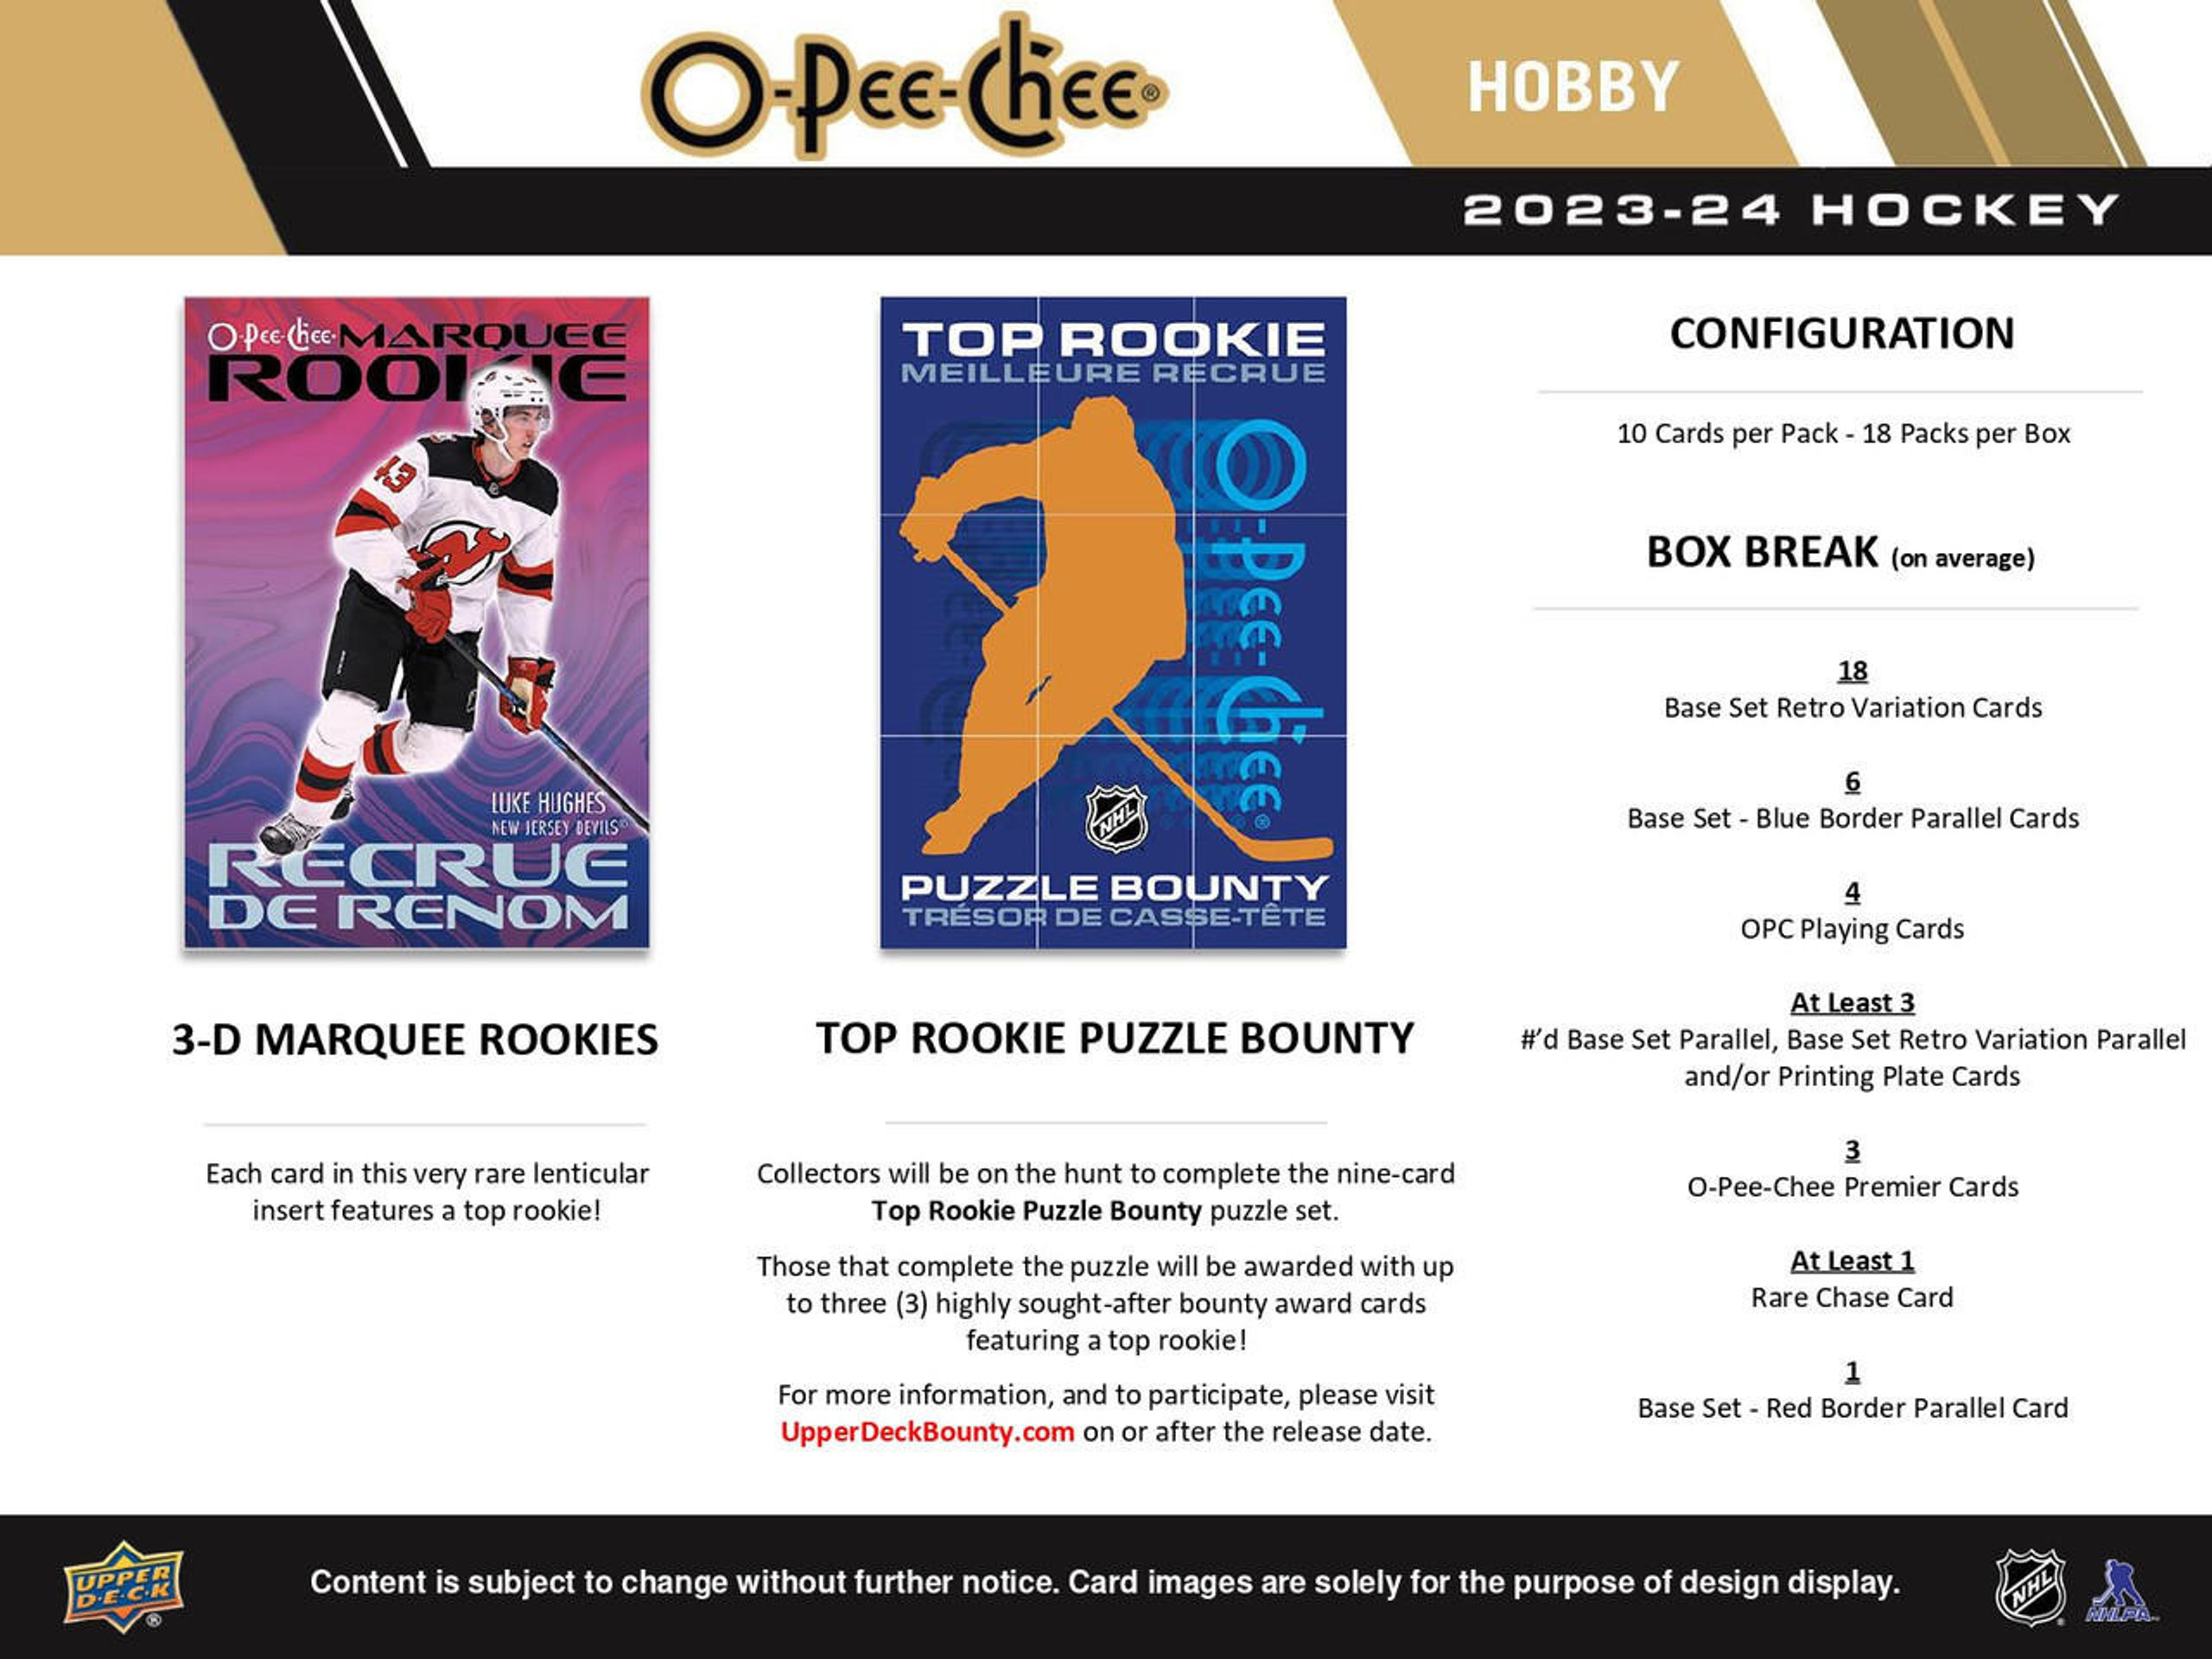 O-Pee-Chee®
HOBBY
2023-24 HOCKEY
O-Pee-Chee MARQUEE
ROOKIE
43
LUKE HUGHES
NEW JERSEY DEVILS®
RECRUE
DE RENOM
3-D MARQUEE ROOKIES
Each card in this very rare lenticular
insert features a top rookie!
TOP ROOKIE
MEILLEURE RECRUE
O-Pee-Chee®
NHL
PUZZLE BOUNTY
TRÉSOR DE CASSE-TÊTE
TOP ROOKIE PUZZLE BOUNTY
Collectors will be on the hunt to complete the nine-card
Top Rookie Puzzle Bounty puzzle set.
Those that complete the puzzle will be awarded with up
to three (3) highly sought-after bounty award cards
featuring a top rookie!
For more information, and to participate, please visit
UpperDeckBounty.com on or after the release date.
CONFIGURATION
10 Cards per Pack - 18 Packs per Box
BOX BREAK (on average)
18
Base Set Retro Variation Cards
6
Base Set - Blue Border Parallel Cards
4
OPC Playing Cards
At Least 3
#'d Base Set Parallel, Base Set Retro Variation Parallel
and/or Printing Plate Cards
3
O-Pee-Chee Premier Cards
At Least 1
Rare Chase Card
1
Base Set - Red Border Parallel Card
UPPER
D·E·C·K
®
Content is subject to change without further notice. Card images are solely for the purpose of design display.
NHL
®
NHLPA